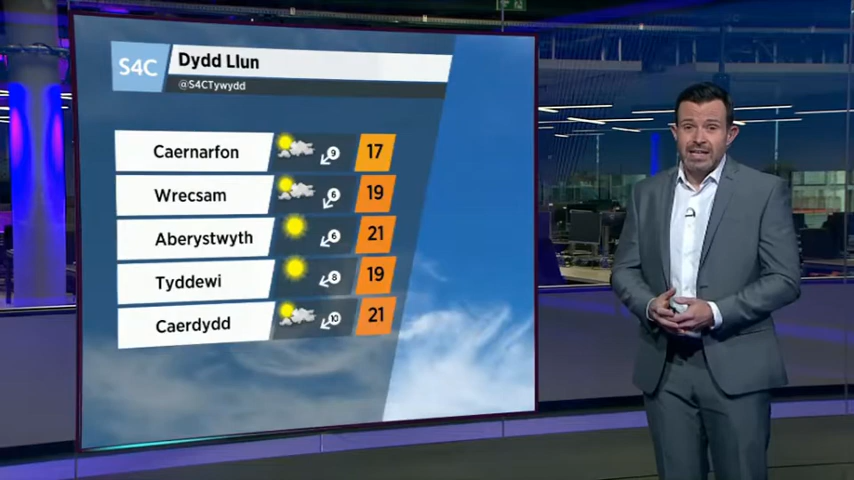 S4C
Dydd Llun
@S4CTywydd
Caernarfon 9 17
Wrecsam 6 19
Aberystwyth 6 21
Tyddewi 8 19
Caerdydd 10 21